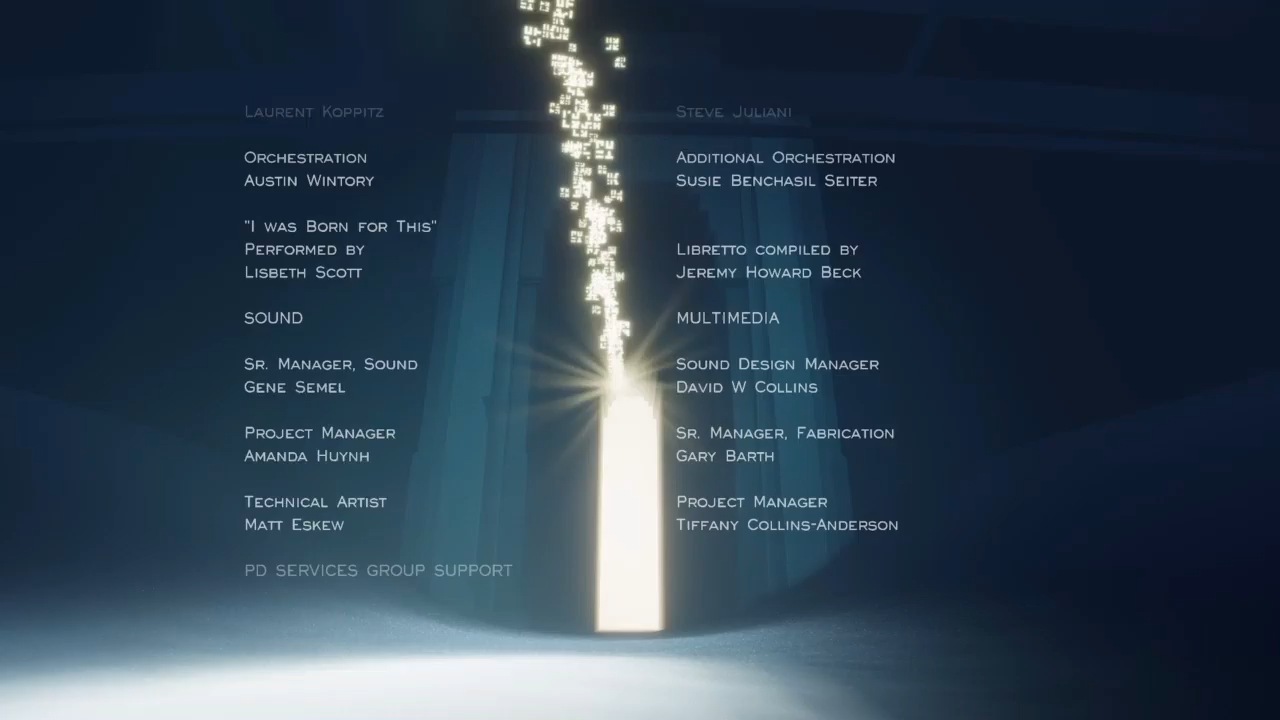 LAURENT KOPPITZ
STEVE JULIANI
ORCHESTRATION
AUSTIN WINTORY
ADDITIONAL ORCHESTRATION
SUSIE BENCHASIL SEITER
"I WAS BORN FOR THIS"
PERFORMED BY
LISBETH SCOTT
LIBRETTO COMPILED BY
JEREMY HOWARD BECK
SOUND
MULTIMEDIA
SR. MANAGER, SOUND
GENE SEMEL
SOUND DESIGN MANAGER
DAVID W COLLINS
PROJECT MANAGER
AMANDA HUYNH
SR. MANAGER, FABRICATION
GARY BARTH
TECHNICAL ARTIST
MATT ESKEW
PROJECT MANAGER
TIFFANY COLLINS-ANDERSON
PD SERVICES GROUP SUPPORT